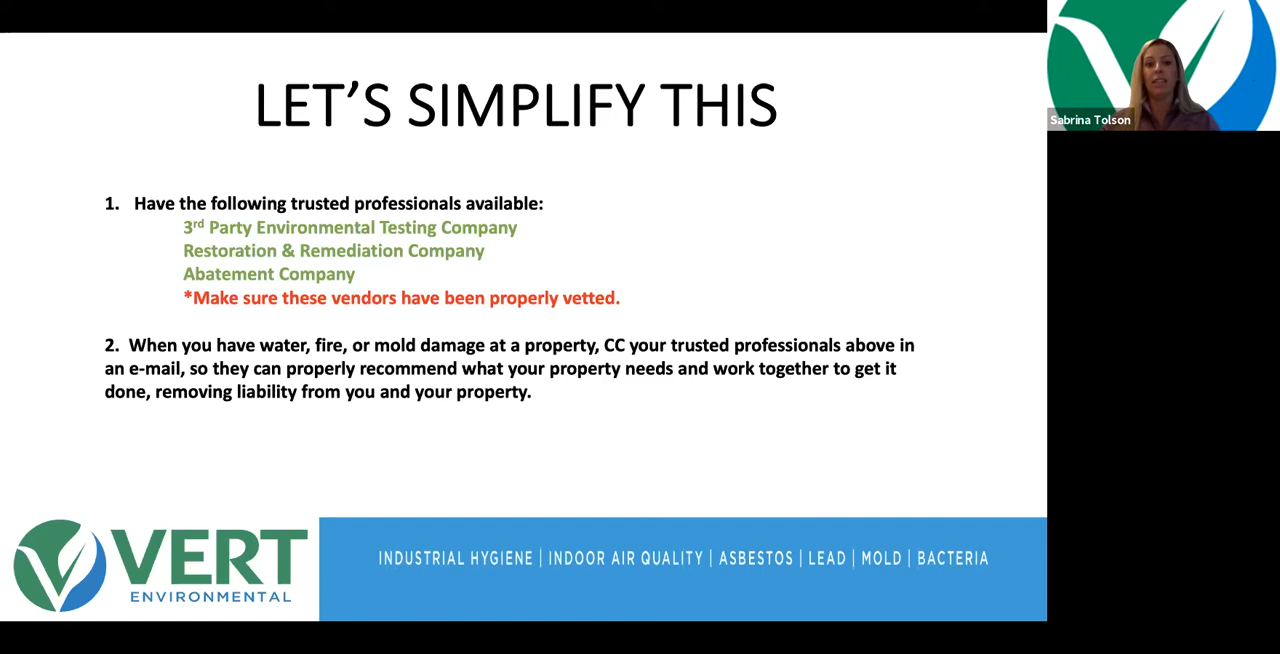 LET'S SIMPLIFY THIS
Sabrina Tolson
1. Have the following trusted professionals available:
3rd Party Environmental Testing Company
Restoration & Remediation Company
Abatement Company
*Make sure these vendors have been properly vetted.
2. When you have water, fire, or mold damage at a property, CC your trusted professionals above in
an e-mail, so they can properly recommend what your property needs and work together to get it
done, removing liability from you and your property.
VERT
ENVIRONMENTAL
INDUSTRIAL HYGIENE | INDOOR AIR QUALITY | ASBESTOS | LEAD | MOLD | BACTERIA